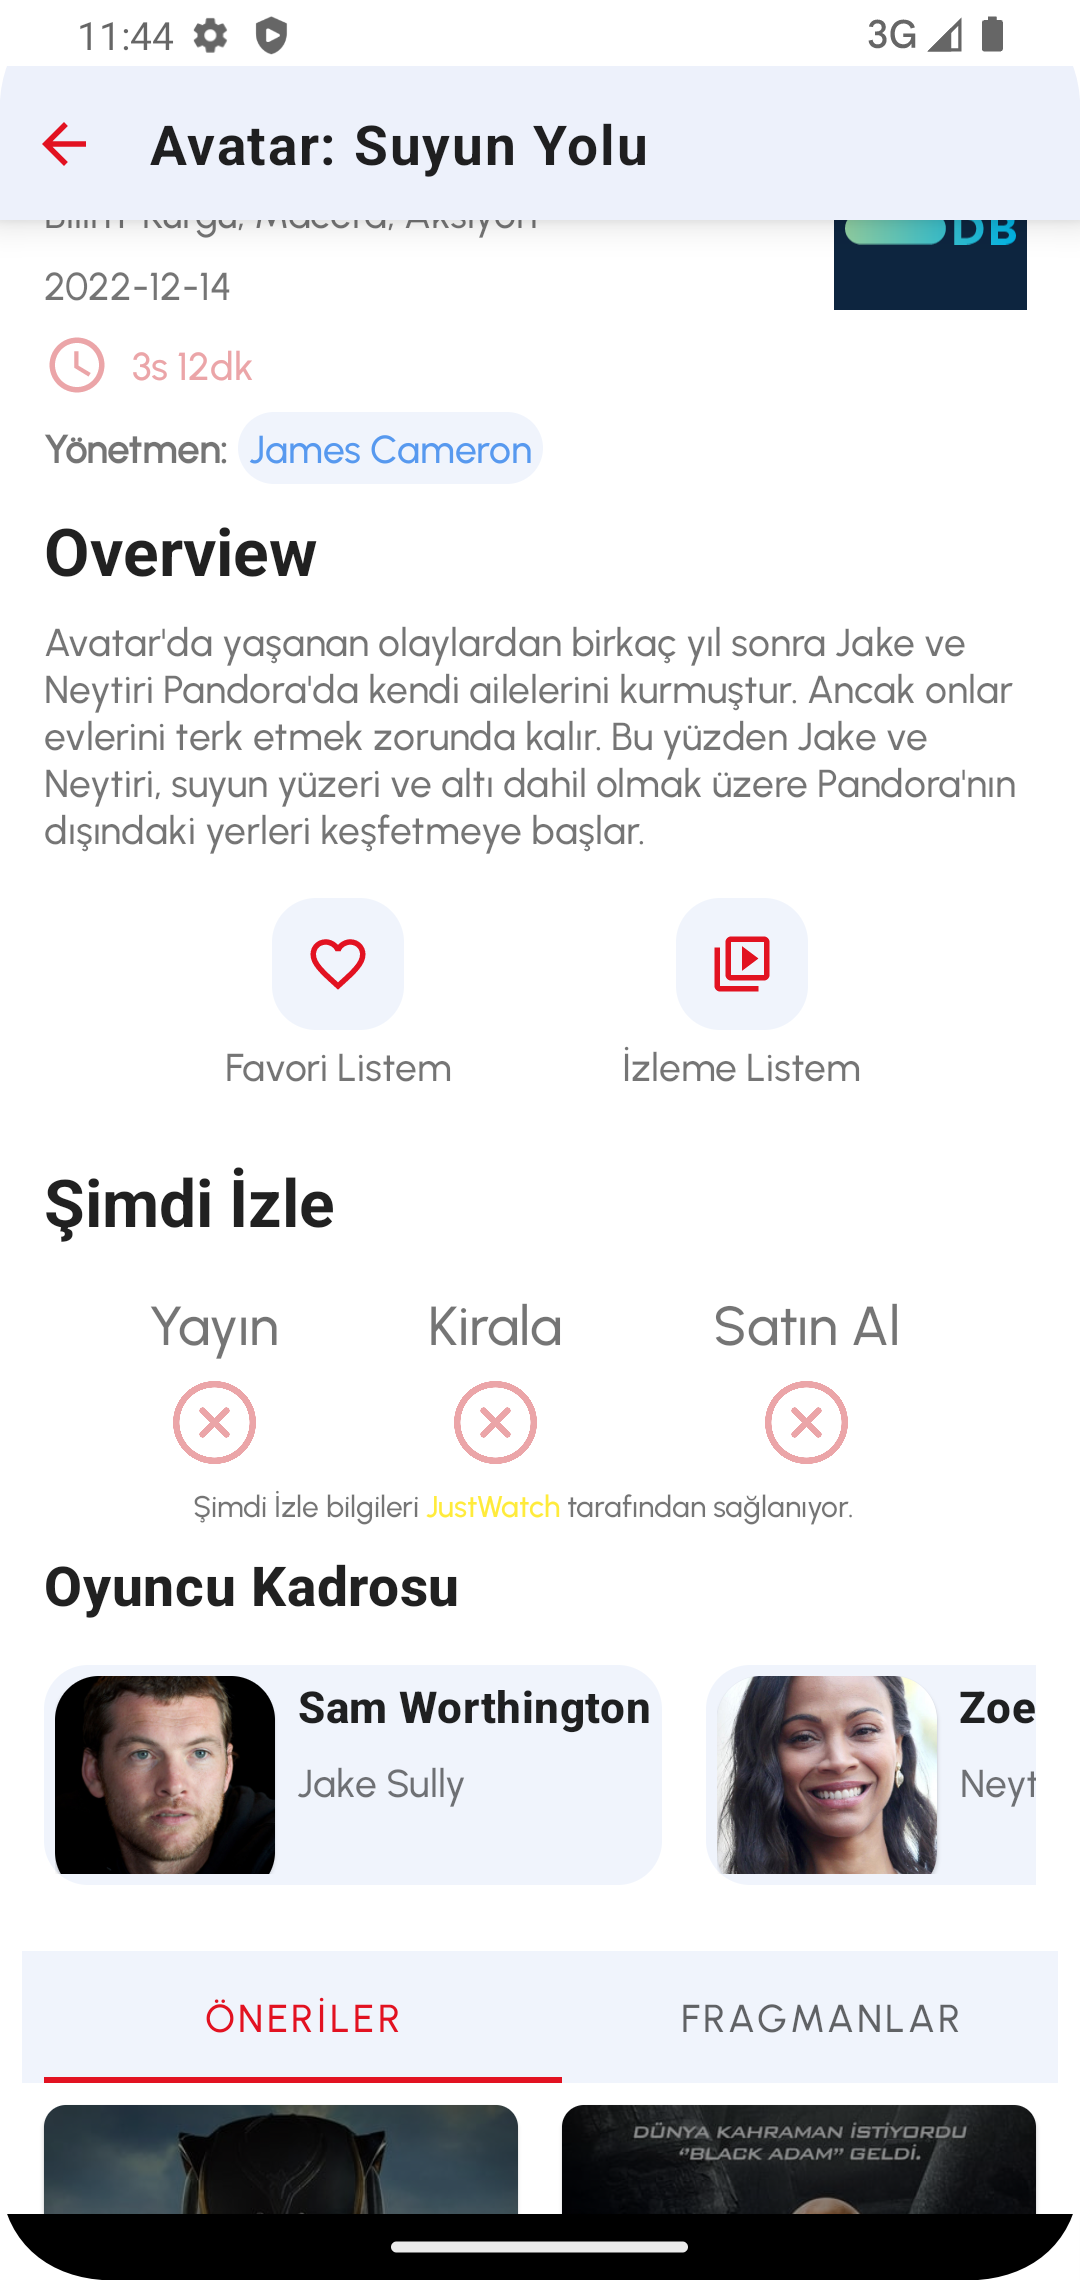 11:44
3G
Avatar: Suyun Yolu
Bilim-Kurgu, Macera, Aksiyon
DB
2022-12-14
3s 12dk
Yönetmen: James Cameron
Overview
Avatar'da yaşanan olaylardan birkaç yıl sonra Jake ve
Neytiri Pandora'da kendi ailelerini kurmuştur. Ancak onlar
evlerini terk etmek zorunda kalır. Bu yüzden Jake ve
Neytiri, suyun yüzeri ve altı dahil olmak üzere Pandora'nın
dışındaki yerleri keşfetmeye başlar.
Favori Listem
İzleme Listem
Şimdi İzle
Yayın
Kirala
Satın Al
Şimdi İzle bilgileri JustWatch tarafından sağlanıyor.
Oyuncu Kadrosu
Sam Worthington
Jake Sully
Zoe
Neyt
ÖNERİLER
FRAGMANLAR
DÜNYA KAHRAMAN İSTİYORDU
"BLACK ADAM" GELDİ.